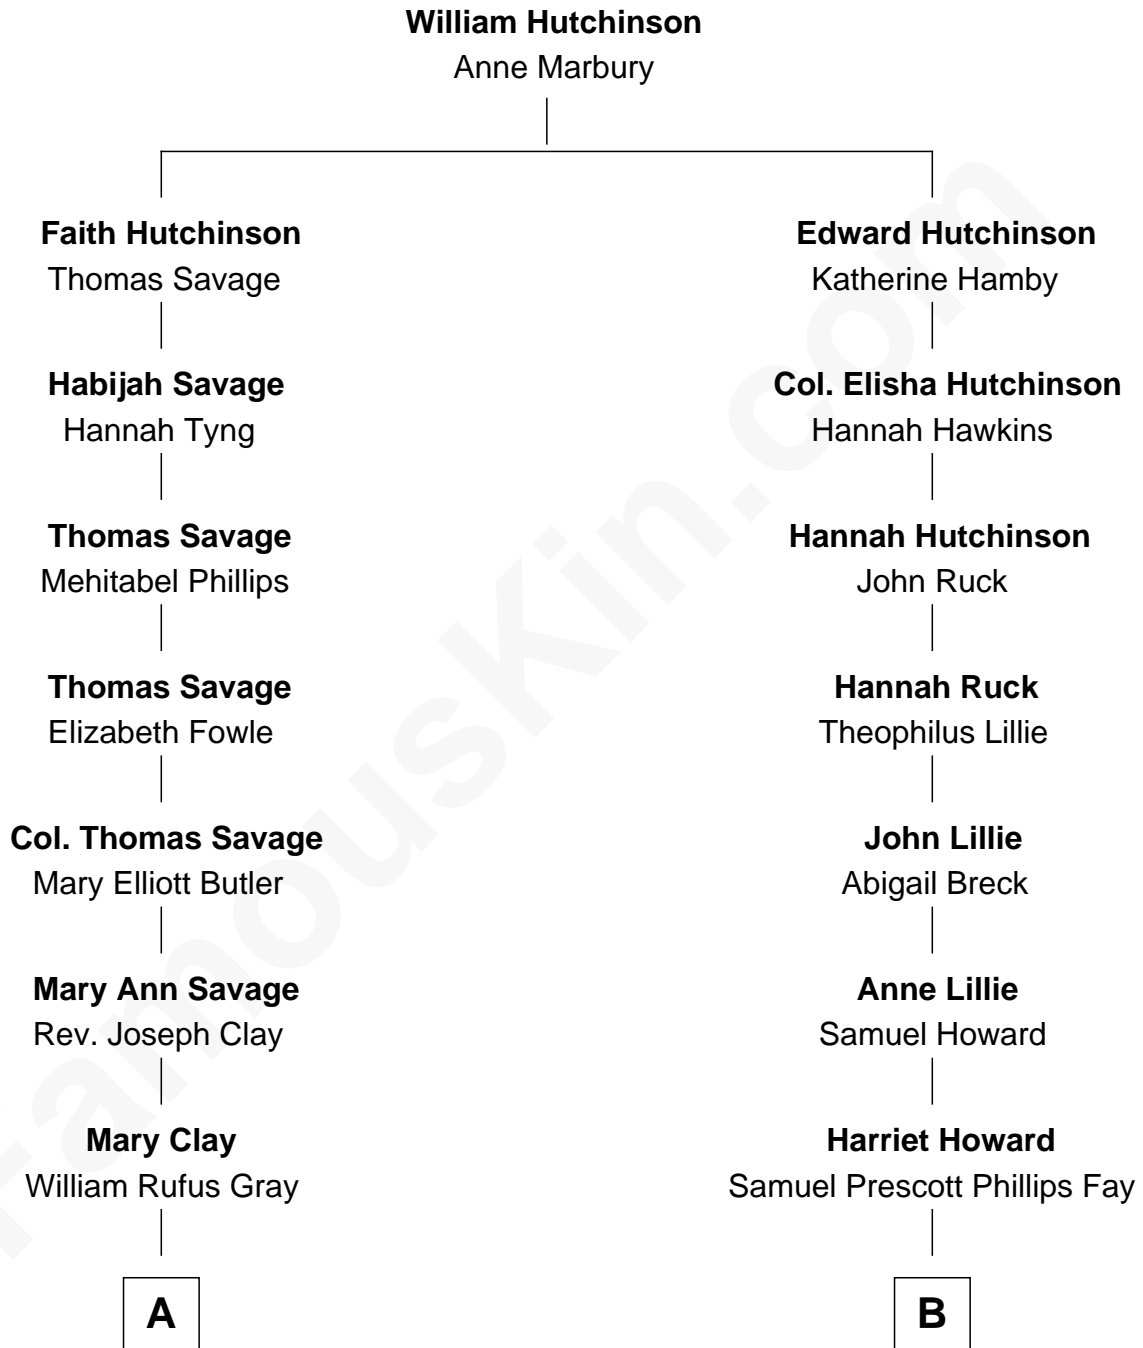 William Hutchinson
Anne Marbury
Faith Hutchinson
Thomas Savage
Edward Hutchinson
Katherine Hamby
Habijah Savage
Hannah Tyng
Col. Elisha Hutchinson
Hannah Hawkins
Thomas Savage
Mehitabel Phillips
Hannah Hutchinson
John Ruck
Thomas Savage
Elizabeth Fowle
Hannah Ruck
Theophilus Lillie
Col. Thomas Savage
Mary Elliott Butler
John Lillie
Abigail Breck
Mary Ann Savage
Rev. Joseph Clay
Anne Lillie
Samuel Howard
Mary Clay
William Rufus Gray
Harriet Howard
Samuel Prescott Phillips Fay
A
B
FamousKin.com